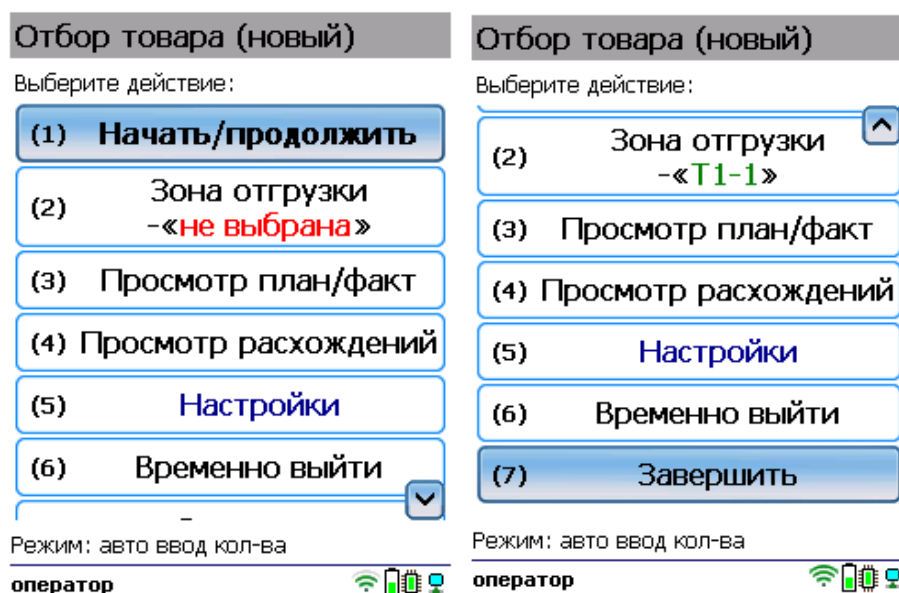 Отбор товара (новый)
Выберите действие:
(1) Начать/продолжить
(2) Зона отгрузки
-«не выбрана»
(3) Просмотр план/факт
(4) Просмотр расхождений
(5) Настройки
(6) Временно выйти
Режим: авто ввод кол-ва
оператор
Отбор товара (новый)
Выберите действие:
(2) Зона отгрузки
-«Т1-1»
(3) Просмотр план/факт
(4) Просмотр расхождений
(5) Настройки
(6) Временно выйти
(7) Завершить
Режим: авто ввод кол-ва
оператор